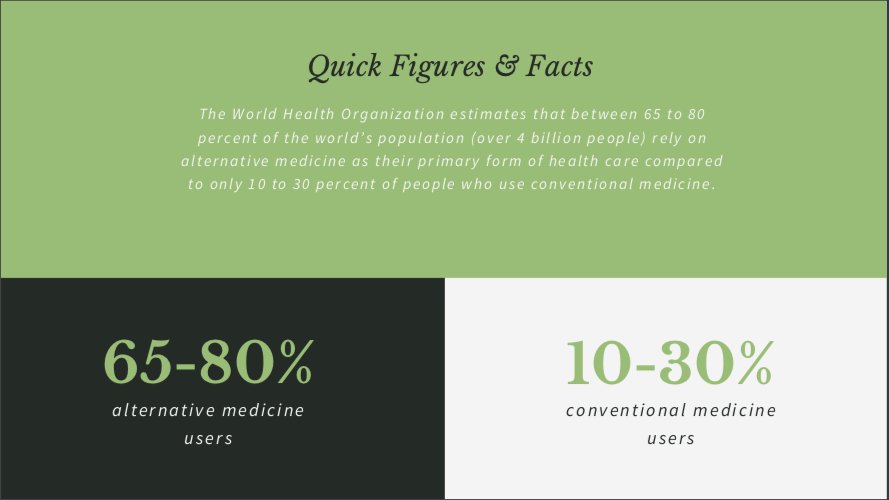 Quick Figures & Facts
The World Health Organization estimates that between 65 to 80
percent of the world's population (over 4 billion people) rely on
alternative medicine as their primary form of health care compared
to only 10 to 30 percent of people who use conventional medicine.
65-80%
alternative medicine
users
10-30%
conventional medicine
users